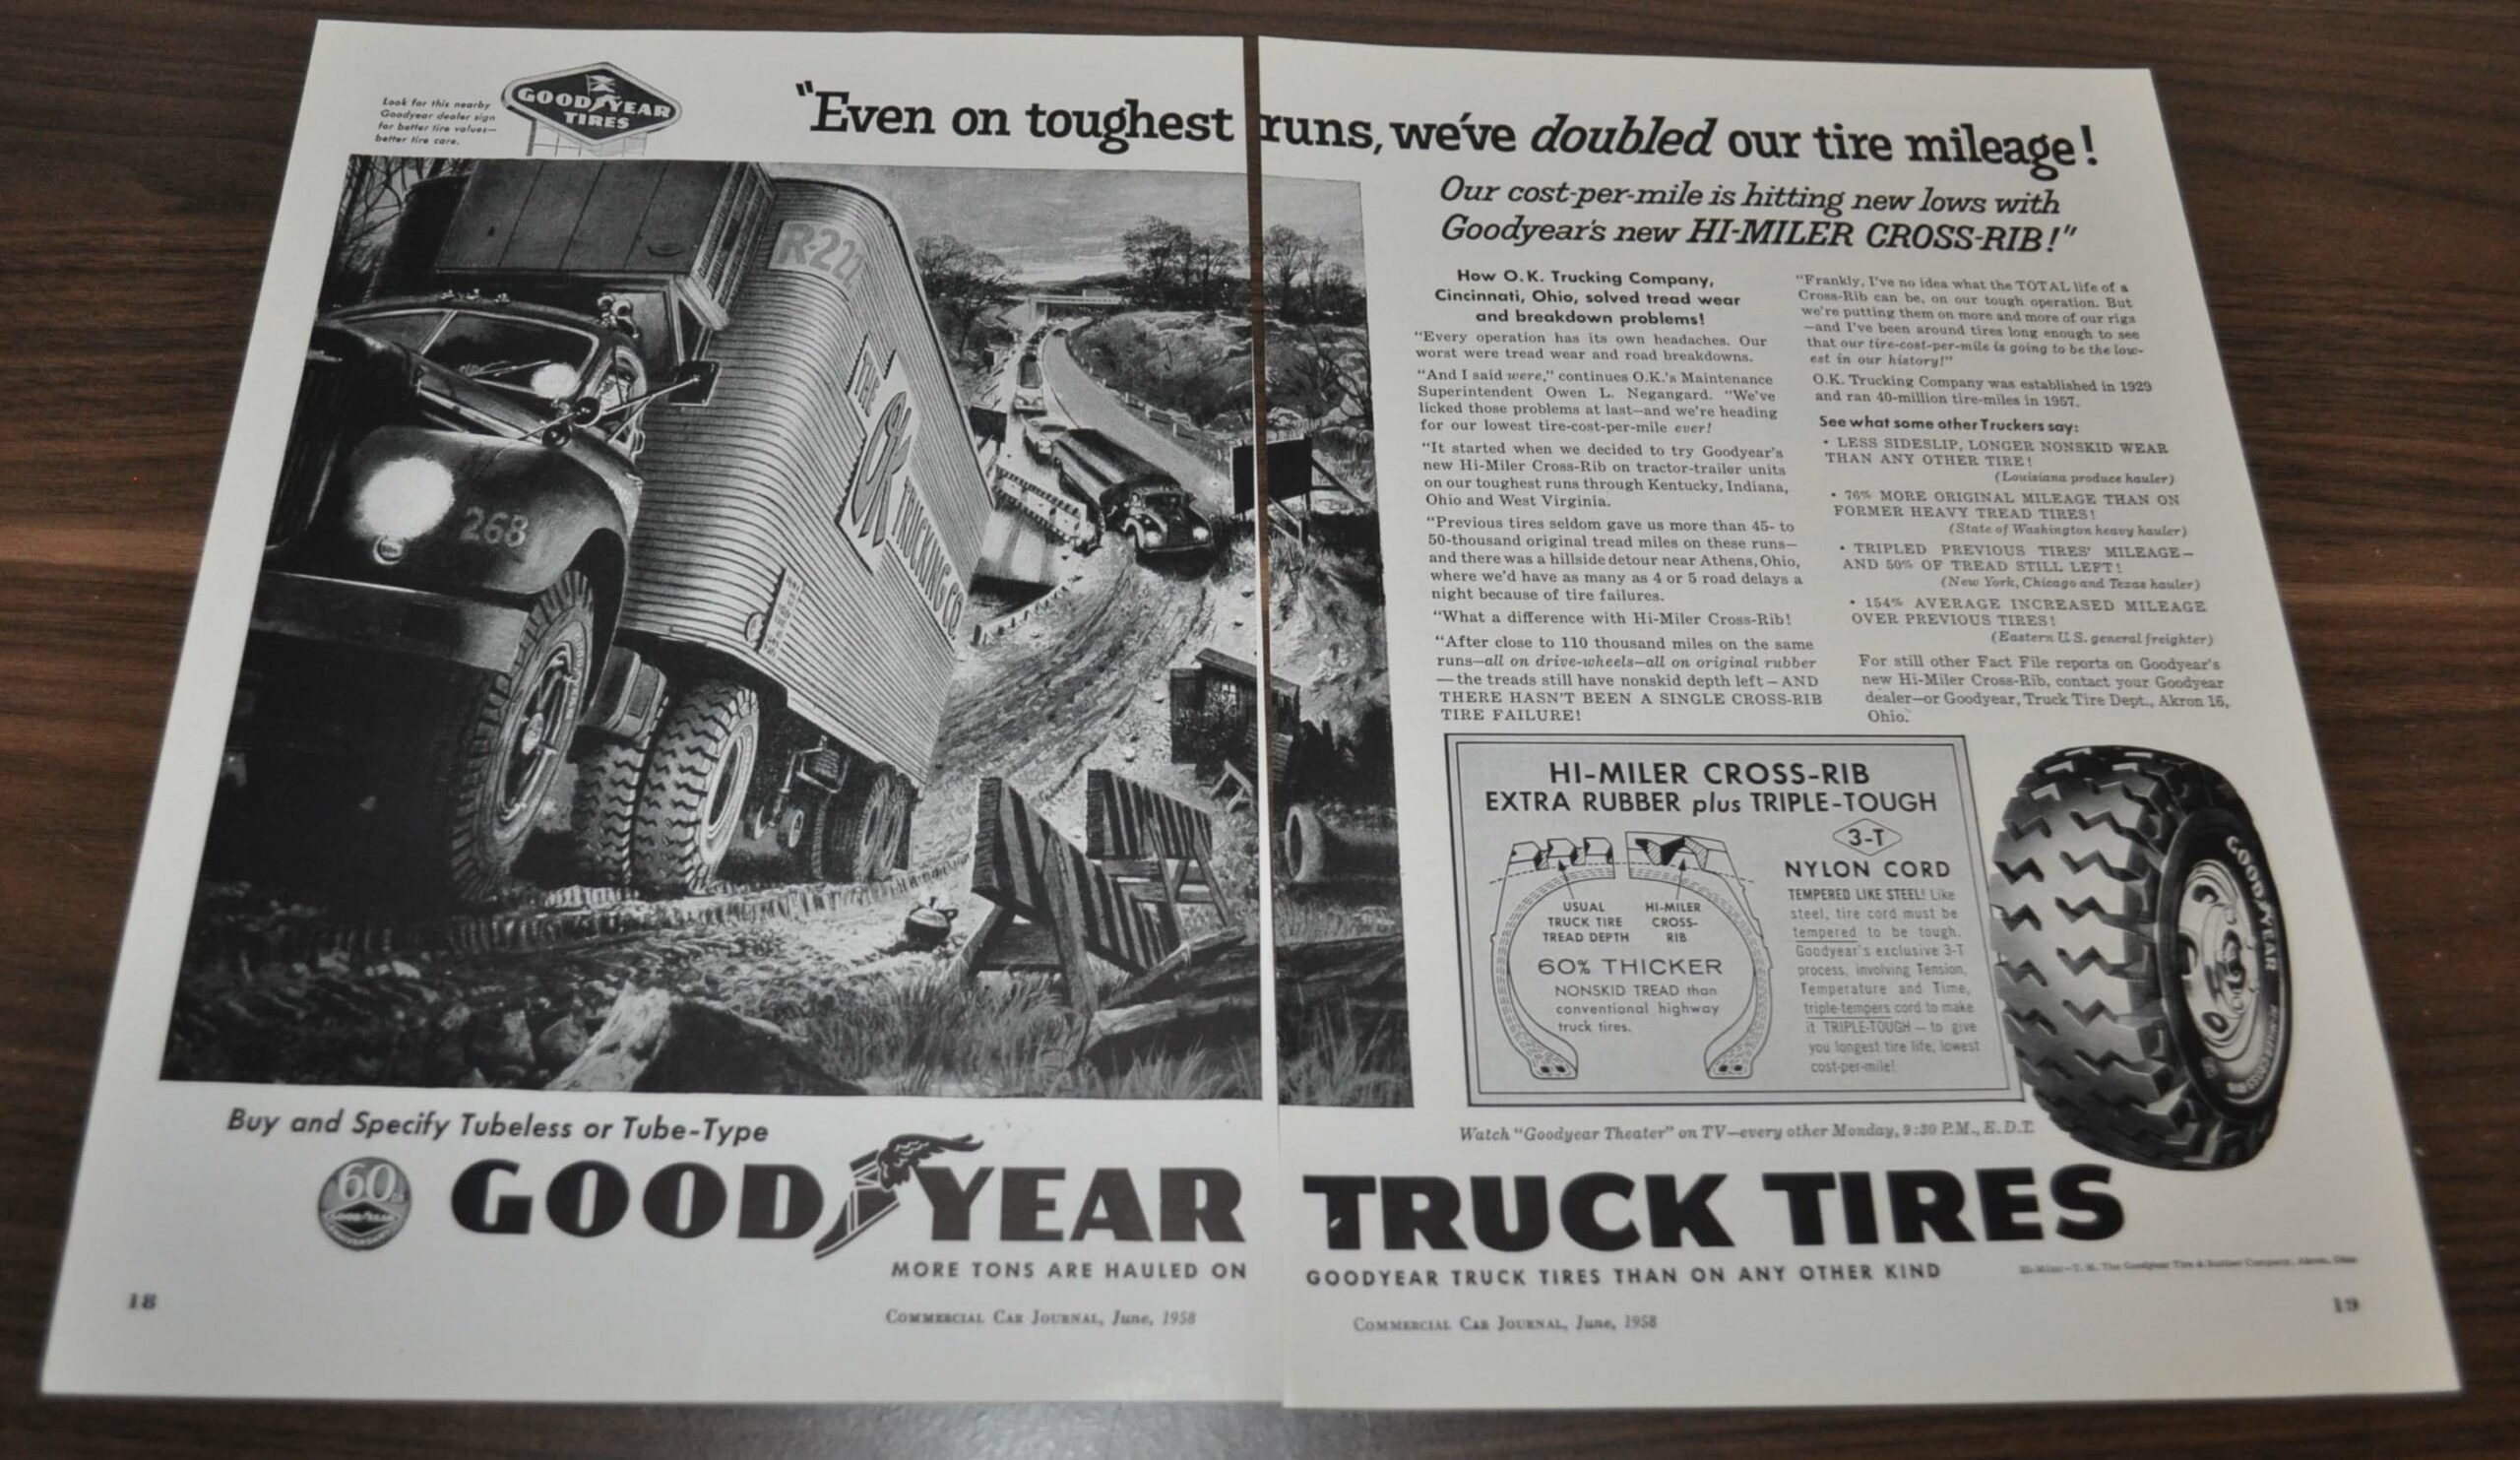 Look for this nearby
Goodyear dealer sign
for better tire values—
better tire care.
GOODYEAR
TIRES
"Even on toughest runs, we've doubled our tire mileage!
Our cost-per-mile is hitting new lows with
Goodyear's new HI-MILER CROSS-RIB!"
R-221
THE OK TRUCKING CO.
268
How O.K. Trucking Company,
Cincinnati, Ohio, solved tread wear
and breakdown problems!
"Every operation has its own headaches. Our
worst were tread wear and road breakdowns.
"And I said were," continues O.K.'s Maintenance
Superintendent Owen L. Negangard. "We've
licked those problems at last—and we're heading
for our lowest tire-cost-per-mile ever!
"It started when we decided to try Goodyear's
new Hi-Miler Cross-Rib on tractor-trailer units
on our toughest runs through Kentucky, Indiana,
Ohio and West Virginia.
"Previous tires seldom gave us more than 45- to
50-thousand original tread miles on these runs—
and there was a hillside detour near Athens, Ohio,
where we'd have as many as 4 or 5 road delays a
night because of tire failures.
"What a difference with Hi-Miler Cross-Rib!
"After close to 110 thousand miles on the same
runs—all on drive-wheels—all on original rubber
—the treads still have nonskid depth left—AND
THERE HASN'T BEEN A SINGLE CROSS-RIB
TIRE FAILURE!
"Frankly, I've no idea what the TOTAL life of a
Cross-Rib can be, on our tough operation. But
we're putting them on more and more of our rigs
—and I've been around tires long enough to see
that our tire-cost-per-mile is going to be the low-
est in our history!"
O.K. Trucking Company was established in 1929
and ran 40-million tire-miles in 1957.
See what some other Truckers say:
• LESS SIDESLIP, LONGER NONSKID WEAR
THAN ANY OTHER TIRE!
(Louisiana produce hauler)
• 76% MORE ORIGINAL MILEAGE THAN ON
FORMER HEAVY TREAD TIRES!
(State of Washington heavy hauler)
• TRIPLED PREVIOUS TIRES' MILEAGE—
AND 50% OF TREAD STILL LEFT!
(New York, Chicago and Texas hauler)
• 154% AVERAGE INCREASED MILEAGE
OVER PREVIOUS TIRES!
(Eastern U.S. general freighter)
For still other Fact File reports on Goodyear's
new Hi-Miler Cross-Rib, contact your Goodyear
dealer—or Goodyear, Truck Tire Dept., Akron 16,
Ohio.
HI-MILER CROSS-RIB
EXTRA RUBBER plus TRIPLE-TOUGH
3-T
NYLON CORD
USUAL
TRUCK TIRE
TREAD DEPTH
HI-MILER
CROSS-
RIB
60% THICKER
NONSKID TREAD than
conventional highway
truck tires.
TEMPERED LIKE STEEL! Like
steel, tire cord must be
tempered to be tough.
Goodyear's exclusive 3-T
process, involving Tension,
Temperature and Time,
triple-tempers cord to make
it TRIPLE-TOUGH — to give
you longest tire life, lowest
cost-per-mile!
GOODYEAR
Watch "Goodyear Theater" on TV—every other Monday, 9:30 P.M., E.D.T.
Buy and Specify Tubeless or Tube-Type
60th
GOODYEAR
ANNIVERSARY
GOODYEAR TRUCK TIRES
MORE TONS ARE HAULED ON GOODYEAR TRUCK TIRES THAN ON ANY OTHER KIND
Hi-Miler—T. M. The Goodyear Tire & Rubber Company, Akron, Ohio
18
COMMERCIAL CAR JOURNAL, June, 1958
COMMERCIAL CAR JOURNAL, June, 1958
19